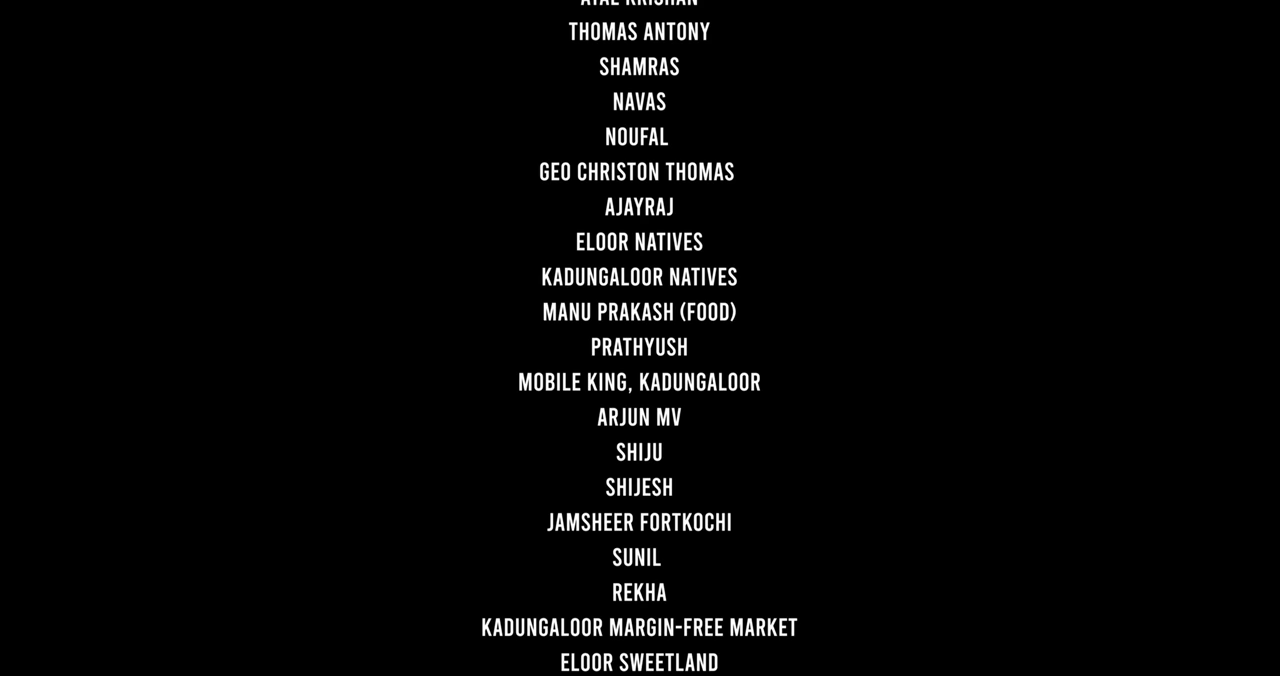 THOMAS ANTONY
SHAMRAS
NAVAS
NOUFAL
GEO CHRISTON THOMAS
AJAYRAJ
ELOOR NATIVES
KADUNGALOOR NATIVES
MANU PRAKASH (FOOD)
PRATHYUSH
MOBILE KING, KADUNGALOOR
ARJUN MV
SHIJU
SHIJESH
JAMSHEER FORTKOCHI
SUNIL
REKHA
KADUNGALOOR MARGIN-FREE MARKET
ELOOR SWEETLAND